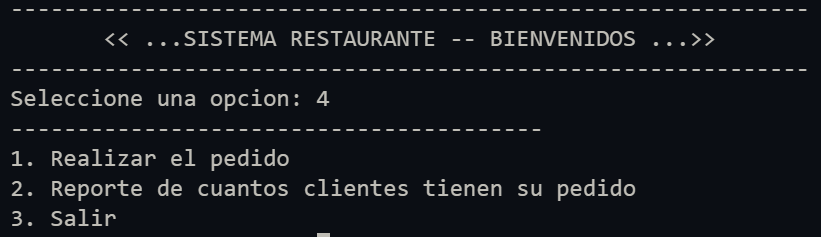 ------------------------------------------------------------
<< ...SISTEMA RESTAURANTE -- BIENVENIDOS ...>>
------------------------------------------------------------
Seleccione una opcion: 4
----------------------------------------
1. Realizar el pedido
2. Reporte de cuantos clientes tienen su pedido
3. Salir